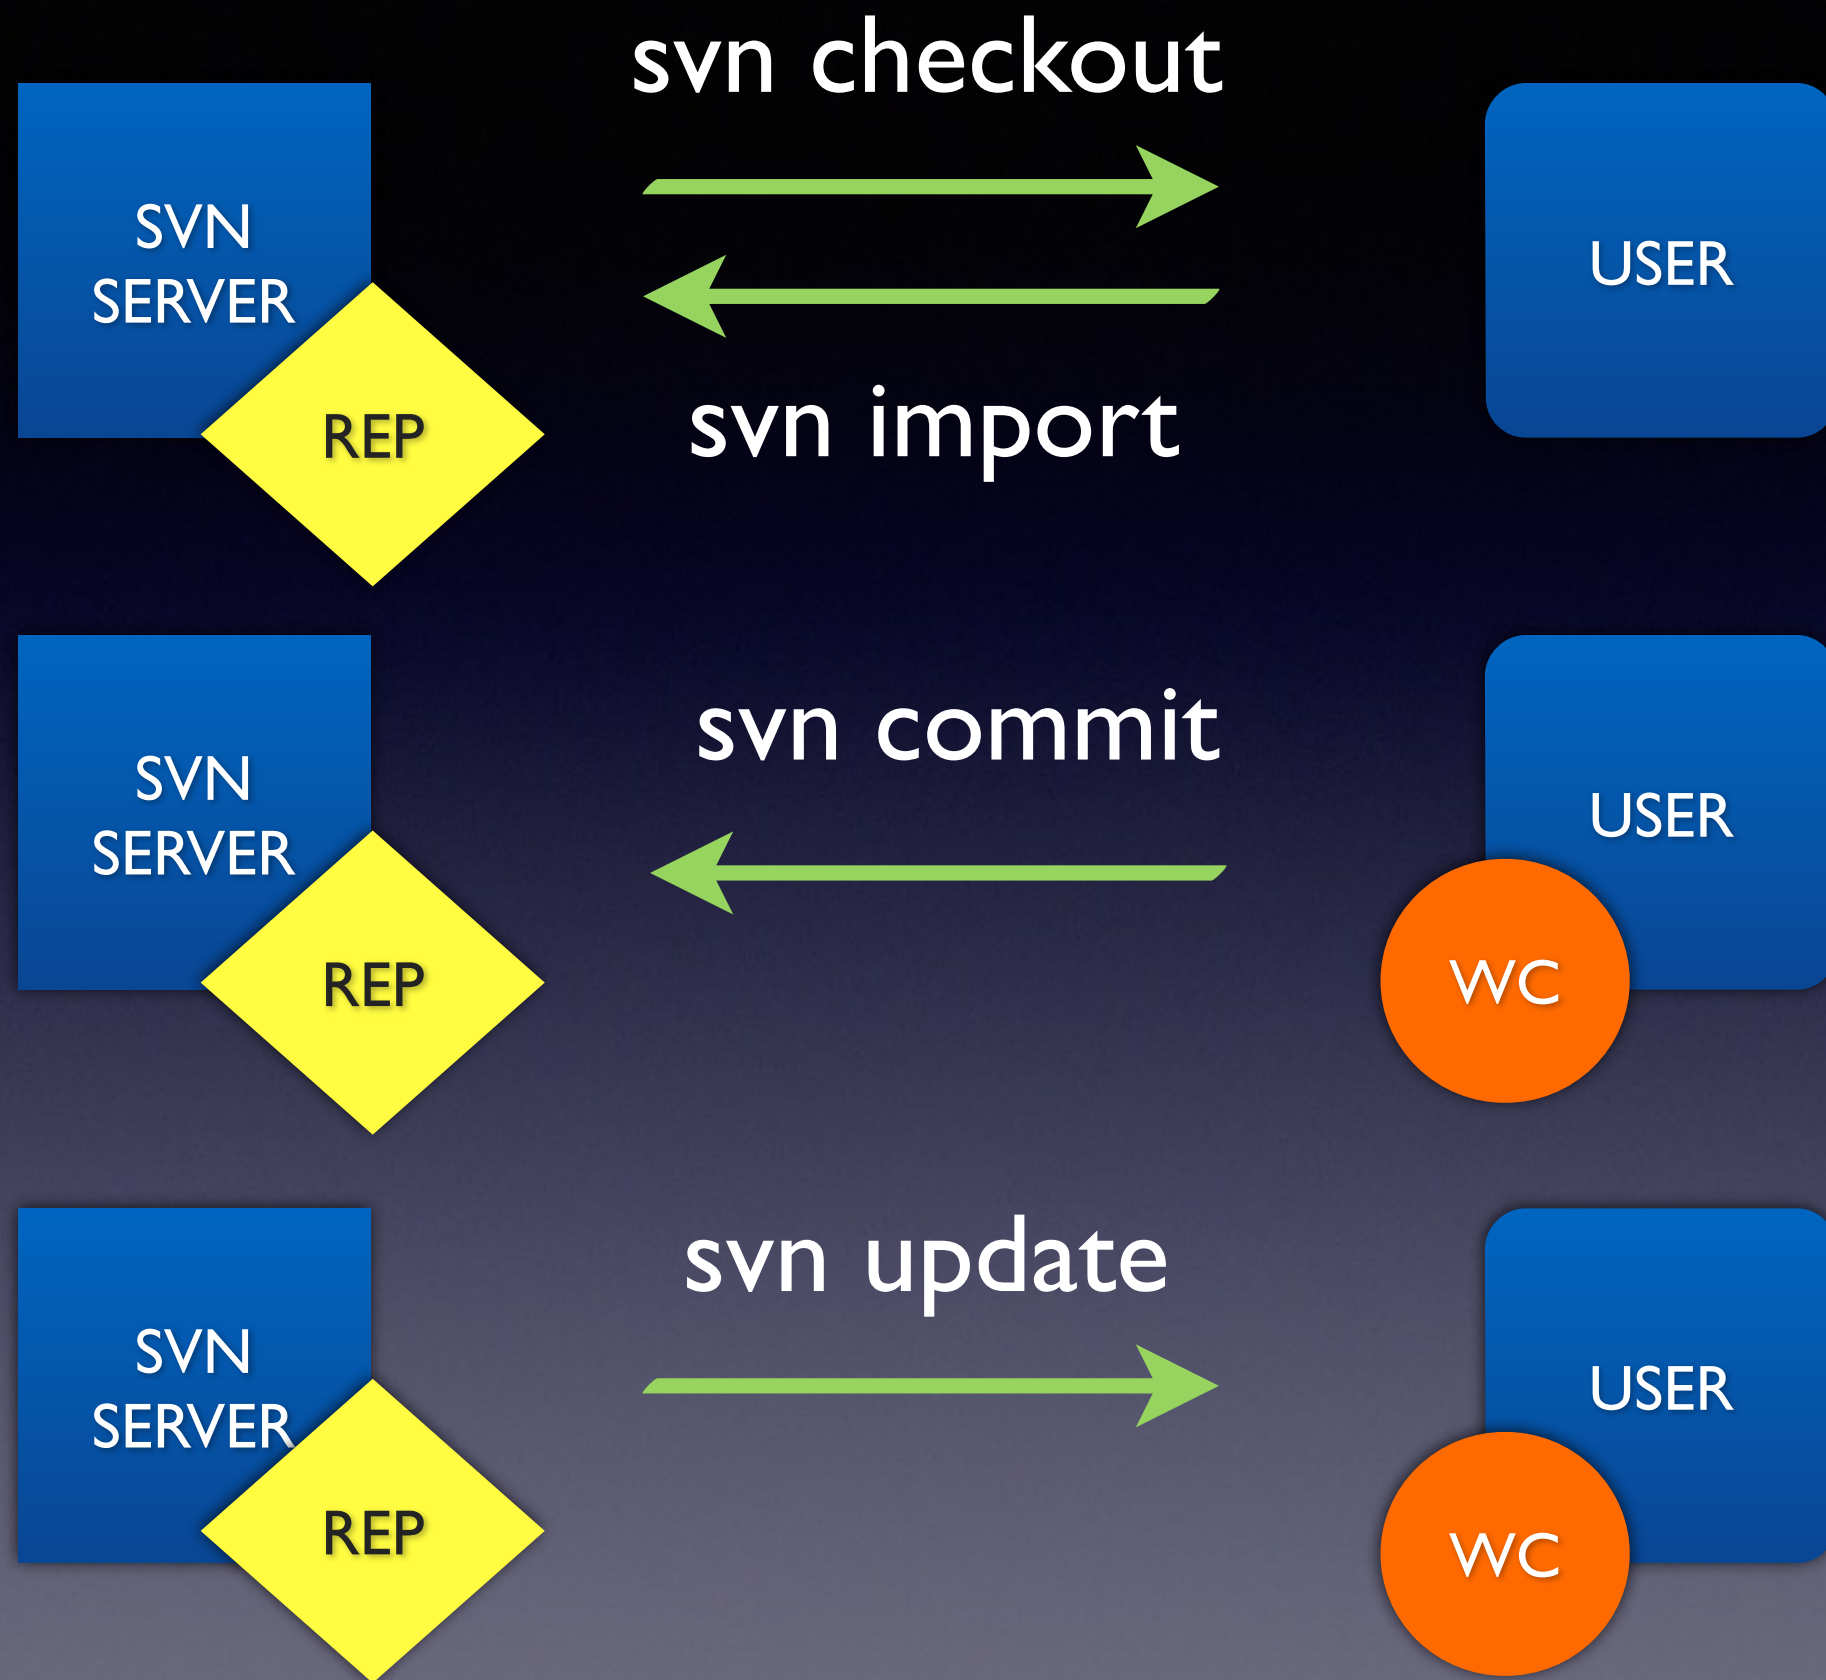 svn checkout
SVN
SERVER
REP
USER
svn import
svn commit
SVN
SERVER
REP
USER
WC
svn update
SVN
SERVER
REP
USER
WC